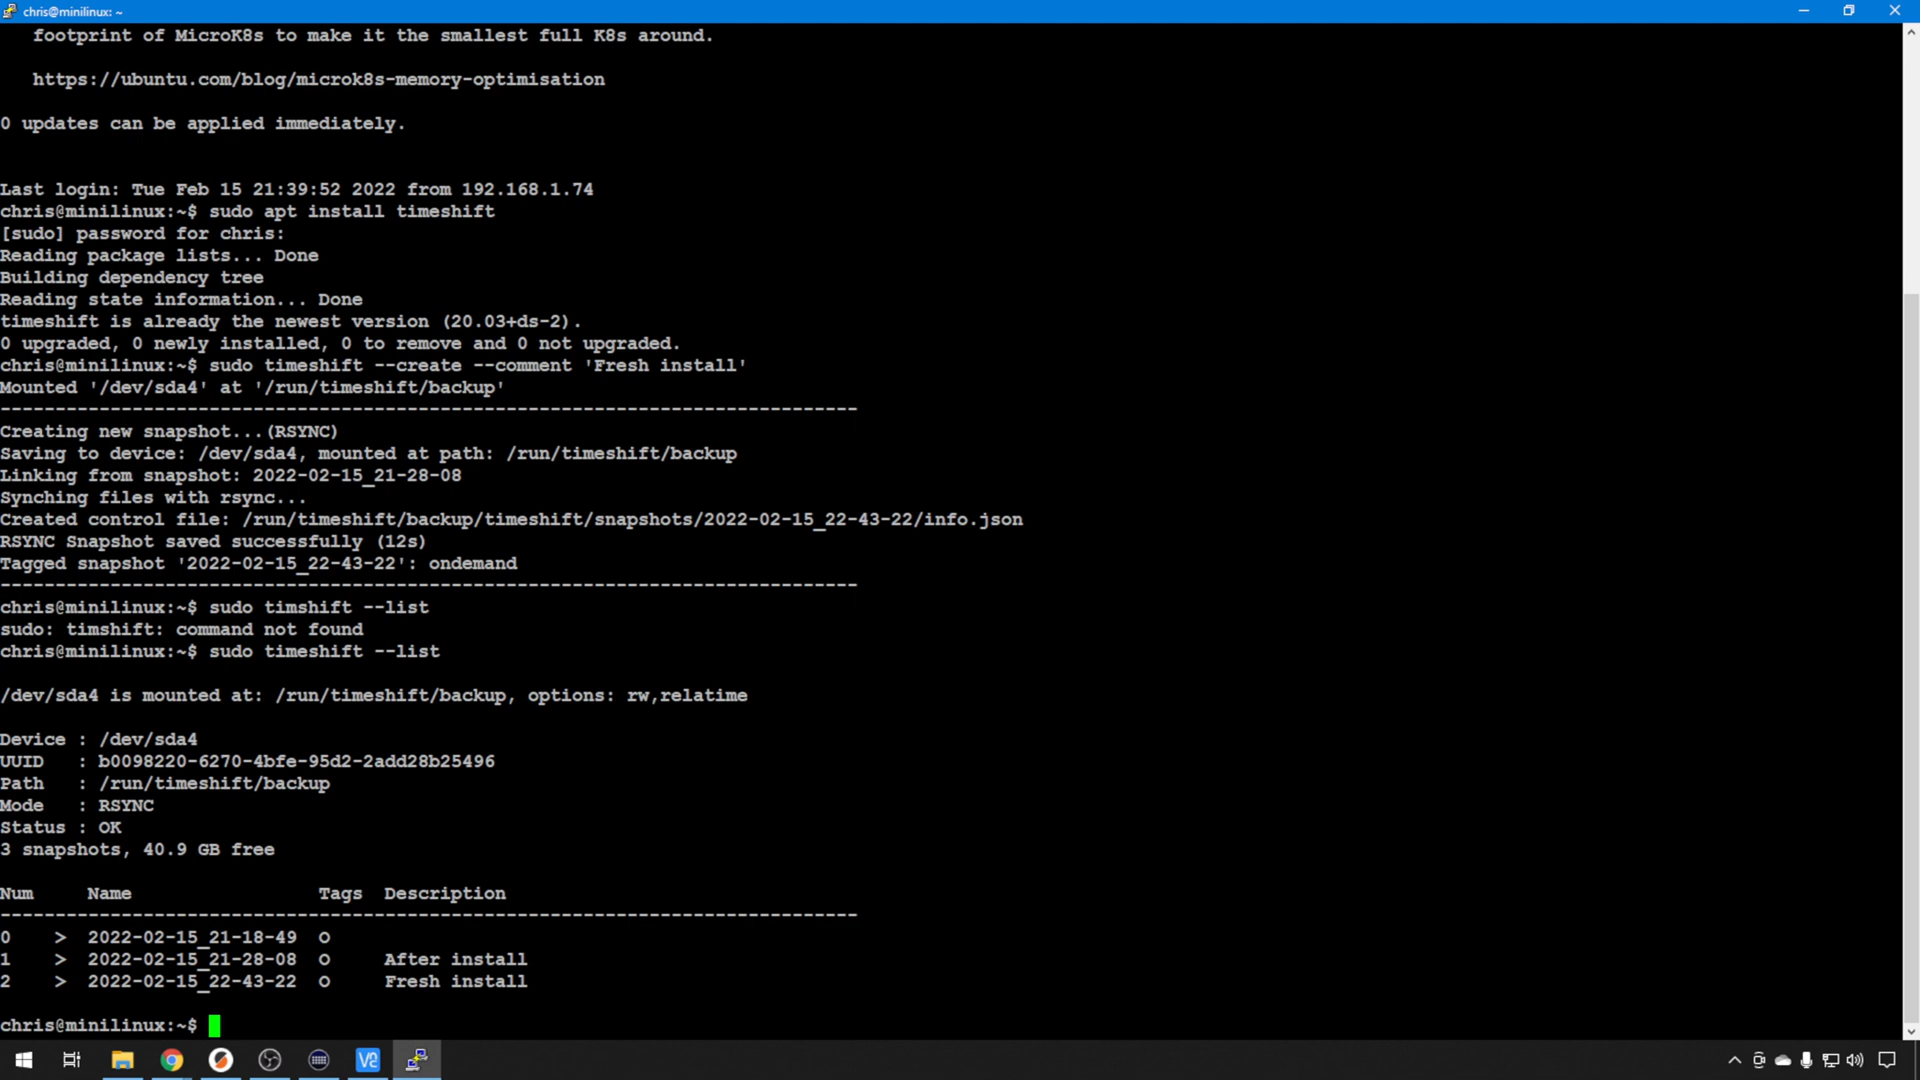 chris@minilinux: ~
footprint of MicroK8s to make it the smallest full K8s around.
https://ubuntu.com/blog/microk8s-memory-optimisation
0 updates can be applied immediately.
Last login: Tue Feb 15 21:39:52 2022 from 192.168.1.74
chris@minilinux:~$ sudo apt install timeshift
[sudo] password for chris:
Reading package lists... Done
Building dependency tree
Reading state information... Done
timeshift is already the newest version (20.03+ds-2).
0 upgraded, 0 newly installed, 0 to remove and 0 not upgraded.
chris@minilinux:~$ sudo timeshift --create --comment 'Fresh install'
Mounted '/dev/sda4' at '/run/timeshift/backup'
------------------------------------------------------------------------------
Creating new snapshot...(RSYNC)
Saving to device: /dev/sda4, mounted at path: /run/timeshift/backup
Linking from snapshot: 2022-02-15_21-28-08
Synching files with rsync...
Created control file: /run/timeshift/backup/timeshift/snapshots/2022-02-15_22-43-22/info.json
RSYNC Snapshot saved successfully (12s)
Tagged snapshot '2022-02-15_22-43-22': ondemand
------------------------------------------------------------------------------
chris@minilinux:~$ sudo timshift --list
sudo: timshift: command not found
chris@minilinux:~$ sudo timeshift --list
/dev/sda4 is mounted at: /run/timeshift/backup, options: rw,relatime
Device : /dev/sda4
UUID   : b0098220-6270-4bfe-95d2-2add28b25496
Path   : /run/timeshift/backup
Mode   : RSYNC
Status : OK
3 snapshots, 40.9 GB free
Num     Name                 Tags  Description
------------------------------------------------------------------------------
0    >  2022-02-15_21-18-49  O
1    >  2022-02-15_21-28-08  O     After install
2    >  2022-02-15_22-43-22  O     Fresh install
chris@minilinux:~$